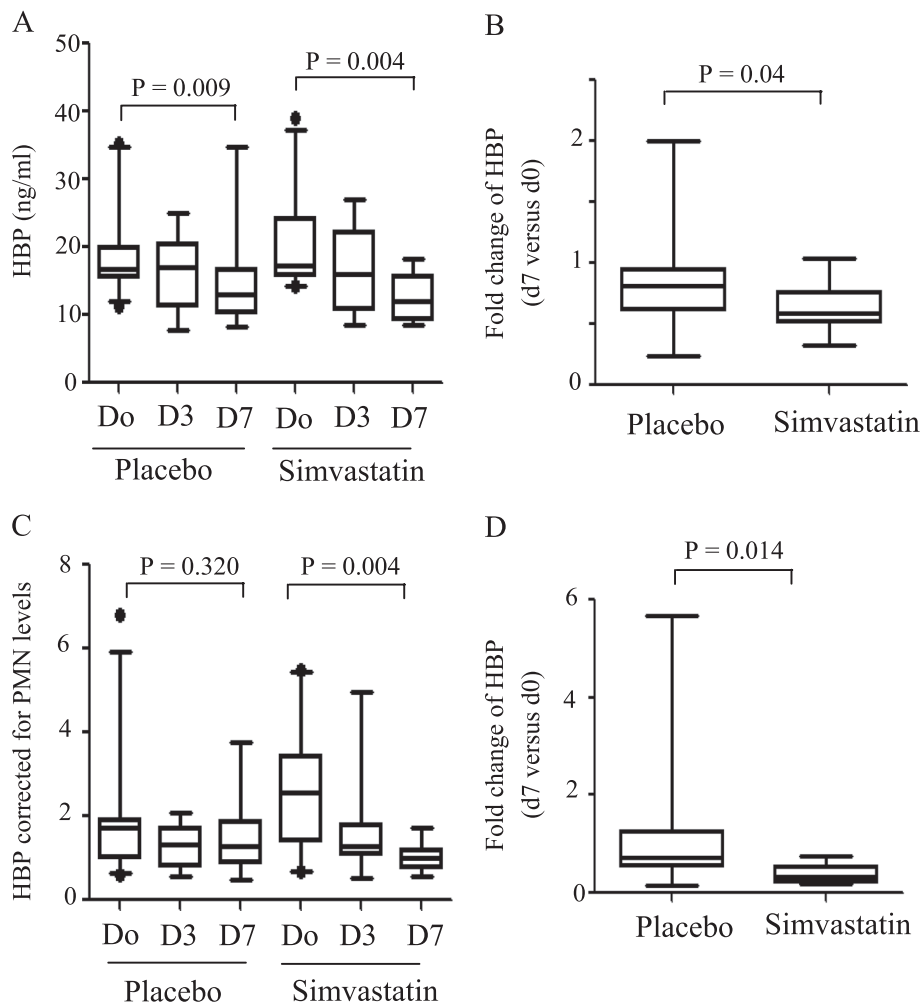 A
HBP (ng/ml)
50
40
30
20
10
0
P = 0.009
P = 0.004
Do D3 D7 Do D3 D7
Placebo Simvastatin
B
Fold change of HBP
(d7 versus d0)
2
1
0
P = 0.04
Placebo Simvastatin
C
HBP corrected for PMN levels
8
6
4
2
0
P = 0.320
P = 0.004
Do D3 D7 Do D3 D7
Placebo Simvastatin
D
Fold change of HBP
(d7 versus d0)
6
4
2
0
P = 0.014
Placebo Simvastatin